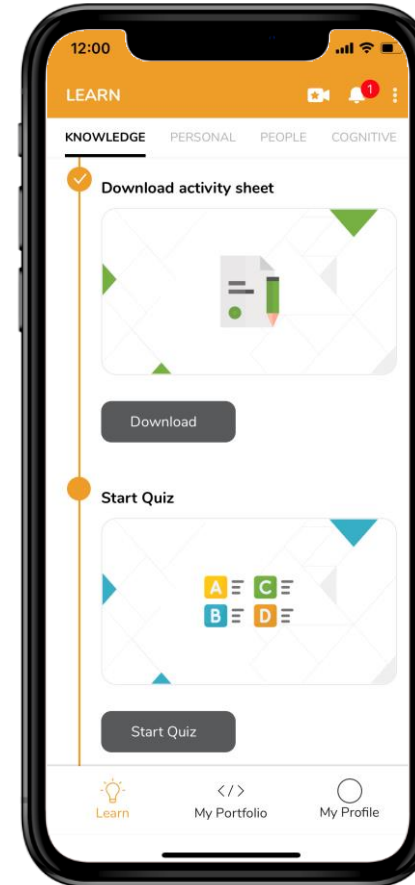 12:00
LEARN
1
KNOWLEDGE PERSONAL PEOPLE COGNITIVE
Download activity sheet
Download
Start Quiz
A C
B D
Start Quiz
</>
Learn My Portfolio My Profile